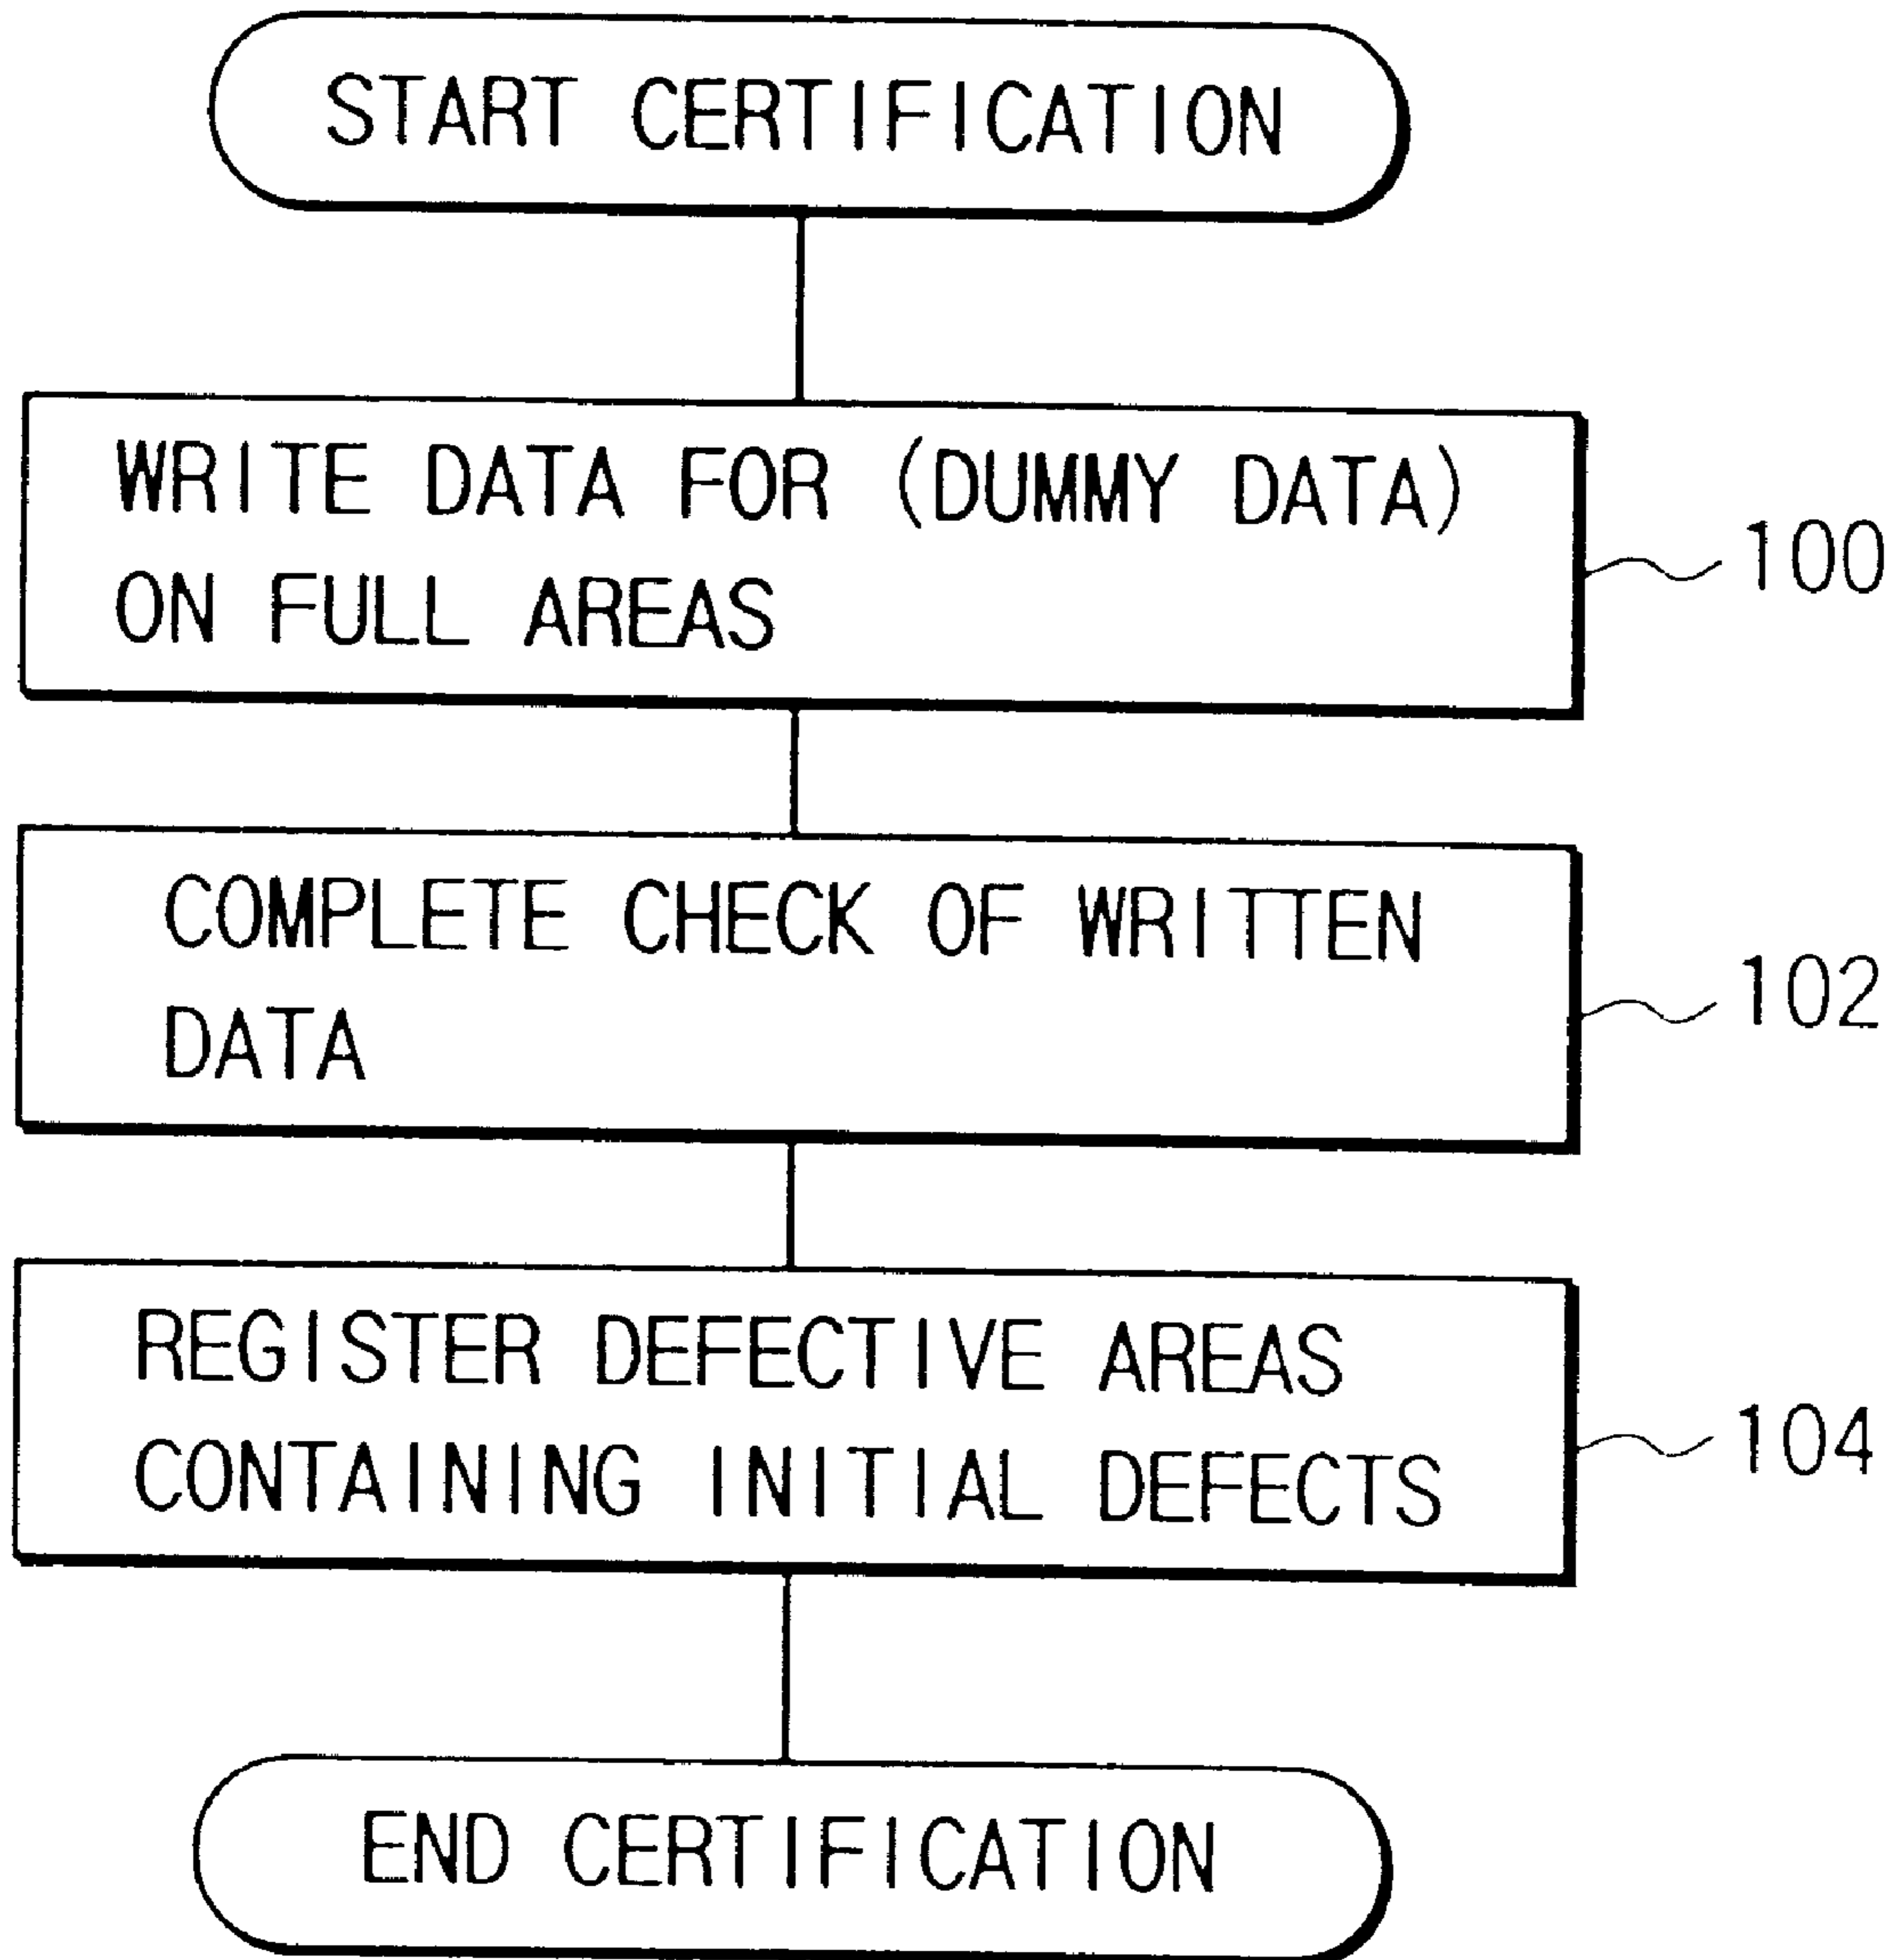 START CERTIFICATION
WRITE DATA FOR (DUMMY DATA)
ON FULL AREAS
100
COMPLETE CHECK OF WRITTEN
DATA
102
REGISTER DEFECTIVE AREAS
CONTAINING INITIAL DEFECTS
104
END CERTIFICATION